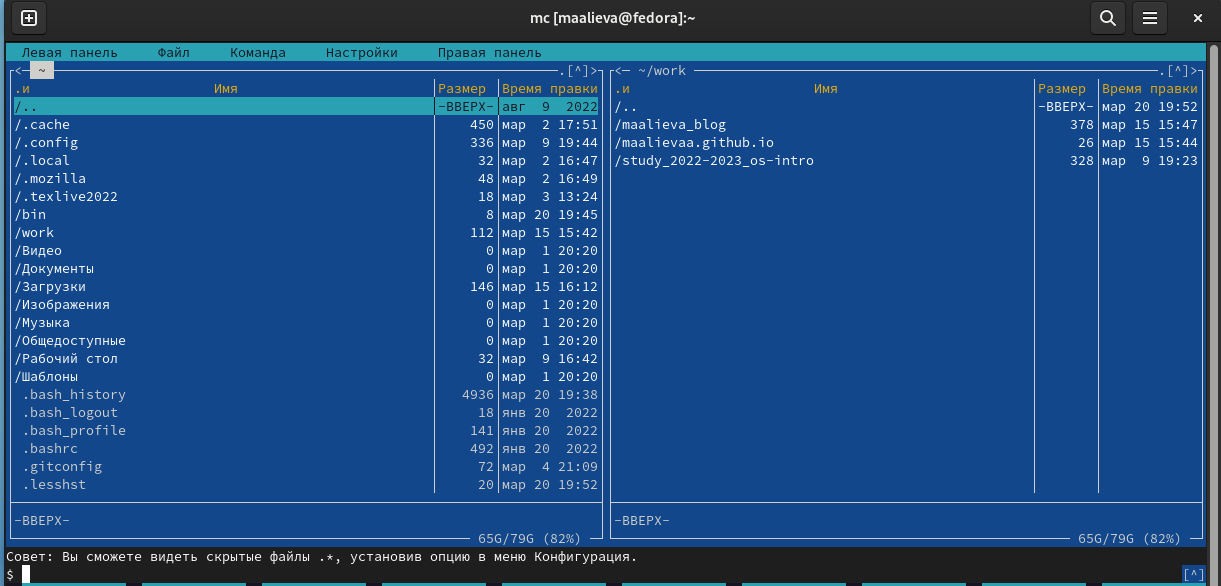 mc [maalieva@fedora]:~
Левая панель Файл Команда Настройки Правая панель
<— ~ .[^]> <— ~/work .[^]>
.и Имя Размер Время правки .и Имя Размер Время правки
/.. -ВВЕРХ- авг 9 2022 /.. -ВВЕРХ- мар 20 19:52
/.cache 450 мар 2 17:51 /maalieva_blog 378 мар 15 15:47
/.config 336 мар 9 19:44 /maalievaa.github.io 26 мар 15 15:44
/.local 32 мар 2 16:47 /study_2022-2023_os-intro 328 мар 9 19:23
/.mozilla 48 мар 2 16:49
/.texlive2022 18 мар 3 13:24
/bin 8 мар 20 19:45
/work 112 мар 15 15:42
/Видео 0 мар 1 20:20
/Документы 0 мар 1 20:20
/Загрузки 146 мар 15 16:12
/Изображения 0 мар 1 20:20
/Музыка 0 мар 1 20:20
/Общедоступные 0 мар 1 20:20
/Рабочий стол 32 мар 9 16:42
/Шаблоны 0 мар 1 20:20
.bash_history 4936 мар 20 19:38
.bash_logout 18 янв 20 2022
.bash_profile 141 янв 20 2022
.bashrc 492 янв 20 2022
.gitconfig 72 мар 4 21:09
.lesshst 20 мар 20 19:52
-ВВЕРХ- -ВВЕРХ-
65G/79G (82%) 65G/79G (82%)
Совет: Вы сможете видеть скрытые файлы .*, установив опцию в меню Конфигурация.
$ [^]